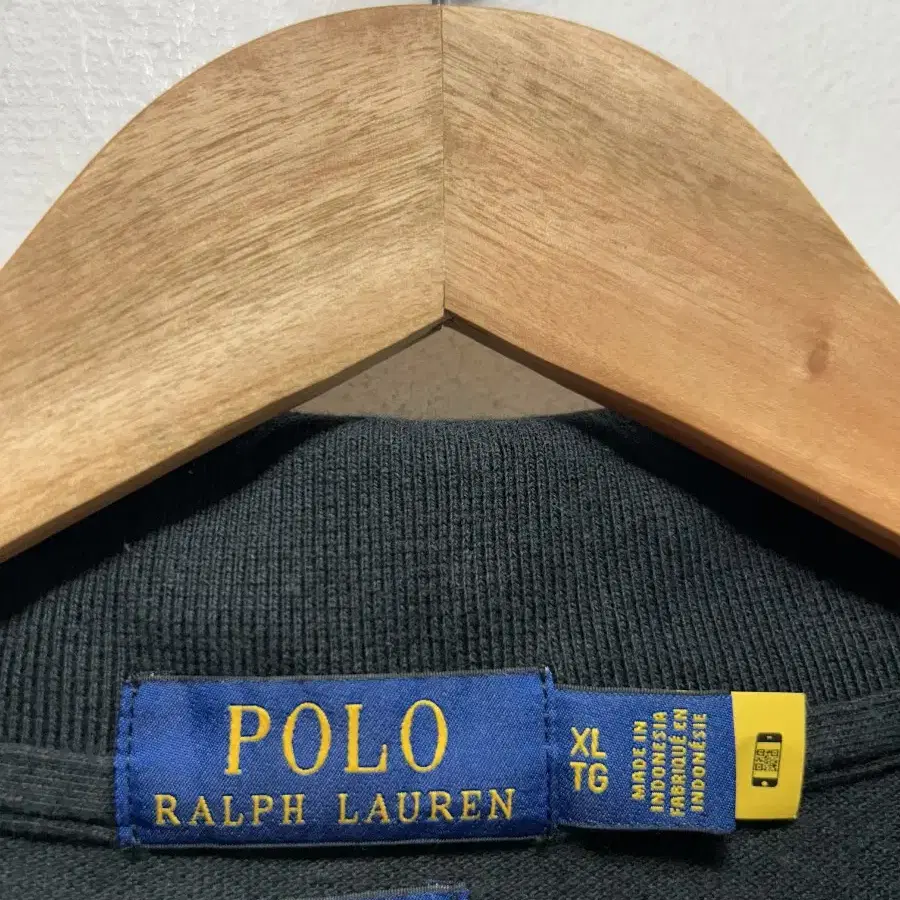 POLO
RALPH LAUREN
XL
TG
MADE IN
INDONESIA
FABRIQUÉ EN
INDONÉSIE